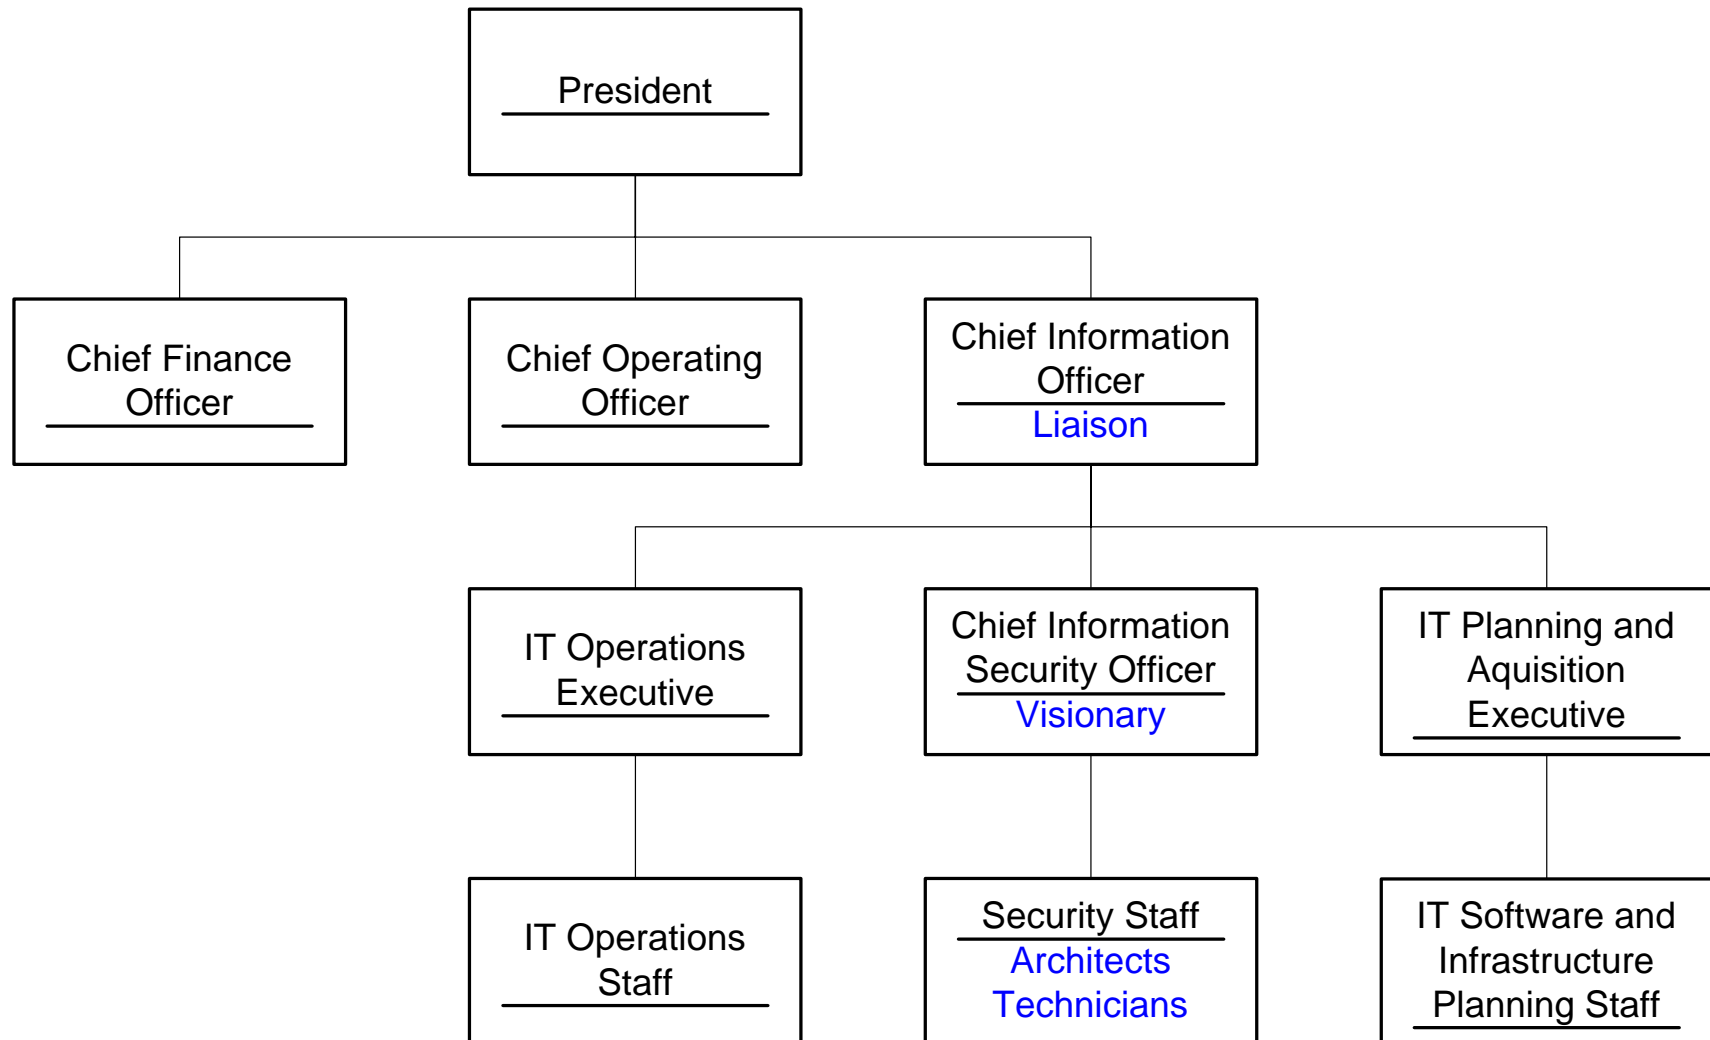 President
Chief Finance
Officer
Chief Operating
Officer
Chief Information
Officer
Liaison
IT Operations
Executive
Chief Information
Security Officer
Visionary
IT Planning and
Aquisition
Executive
IT Operations
Staff
Security Staff
Architects
Technicians
IT Software and
Infrastructure
Planning Staff